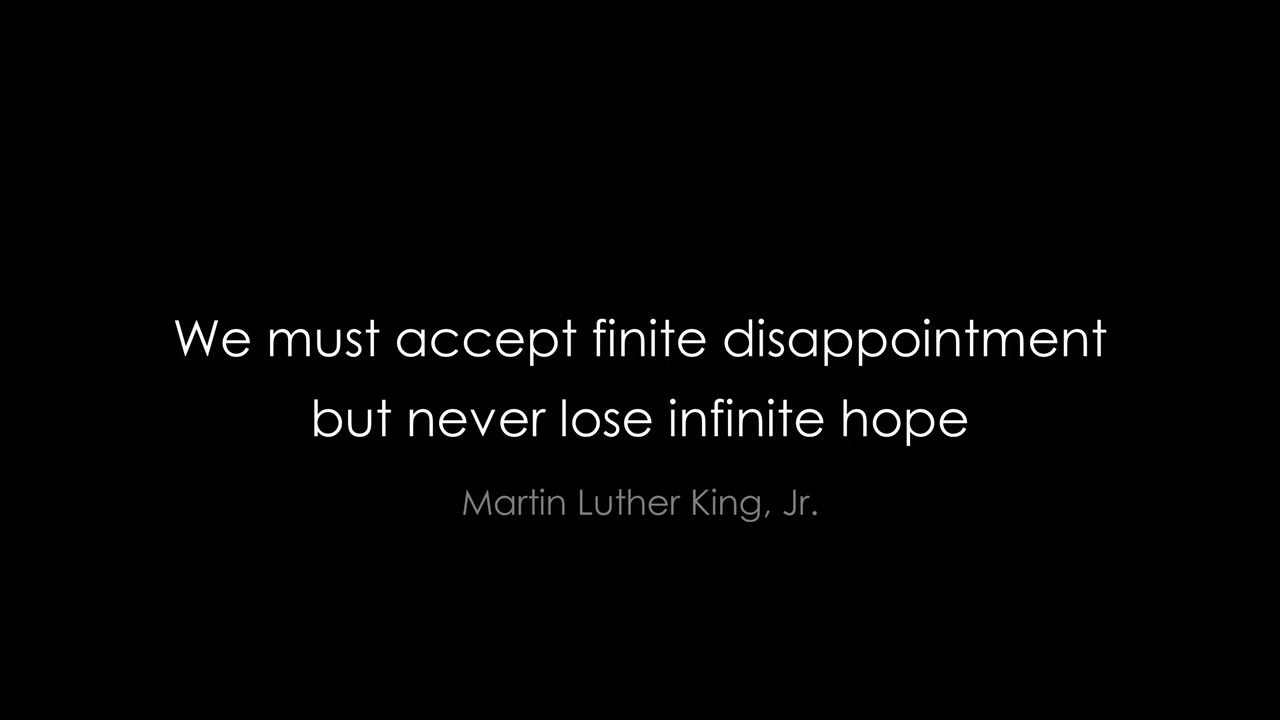 We must accept finite disappointment
but never lose infinite hope
Martin Luther King, Jr.